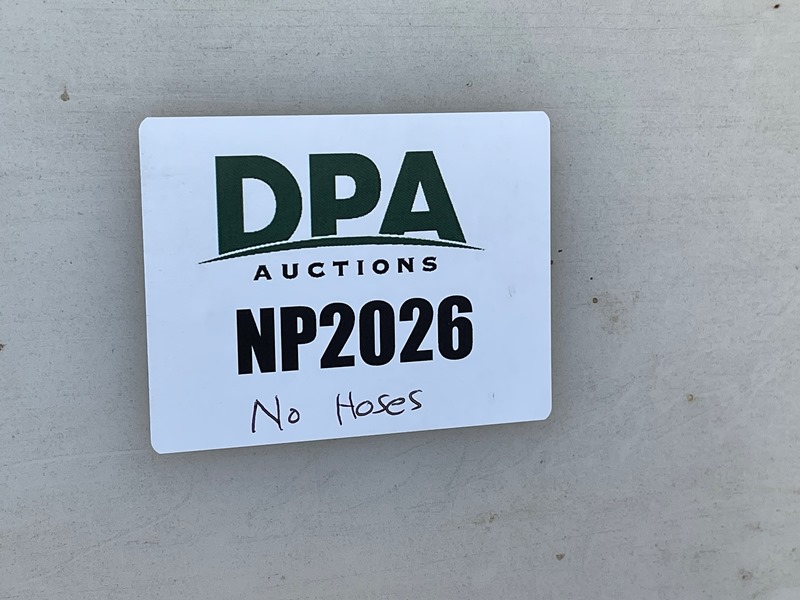 DPA
AUCTIONS
NP2026
No Hoses